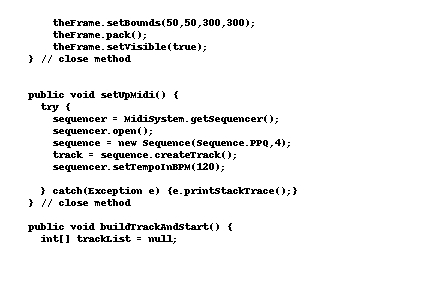 theFrame.setBounds(50,50,300,300);
theFrame.pack();
theFrame.setVisible(true);
} // close method
public void setUpMidi() {
try {
sequencer = MidiSystem.getSequencer();
sequencer.open();
sequence = new Sequence(Sequence.PPQ,4);
track = sequence.createTrack();
sequencer.setTempoInBPM(120);
} catch(Exception e) {e.printStackTrace();}
} // close method
public void buildTrackAndStart() {
int[] trackList = null;